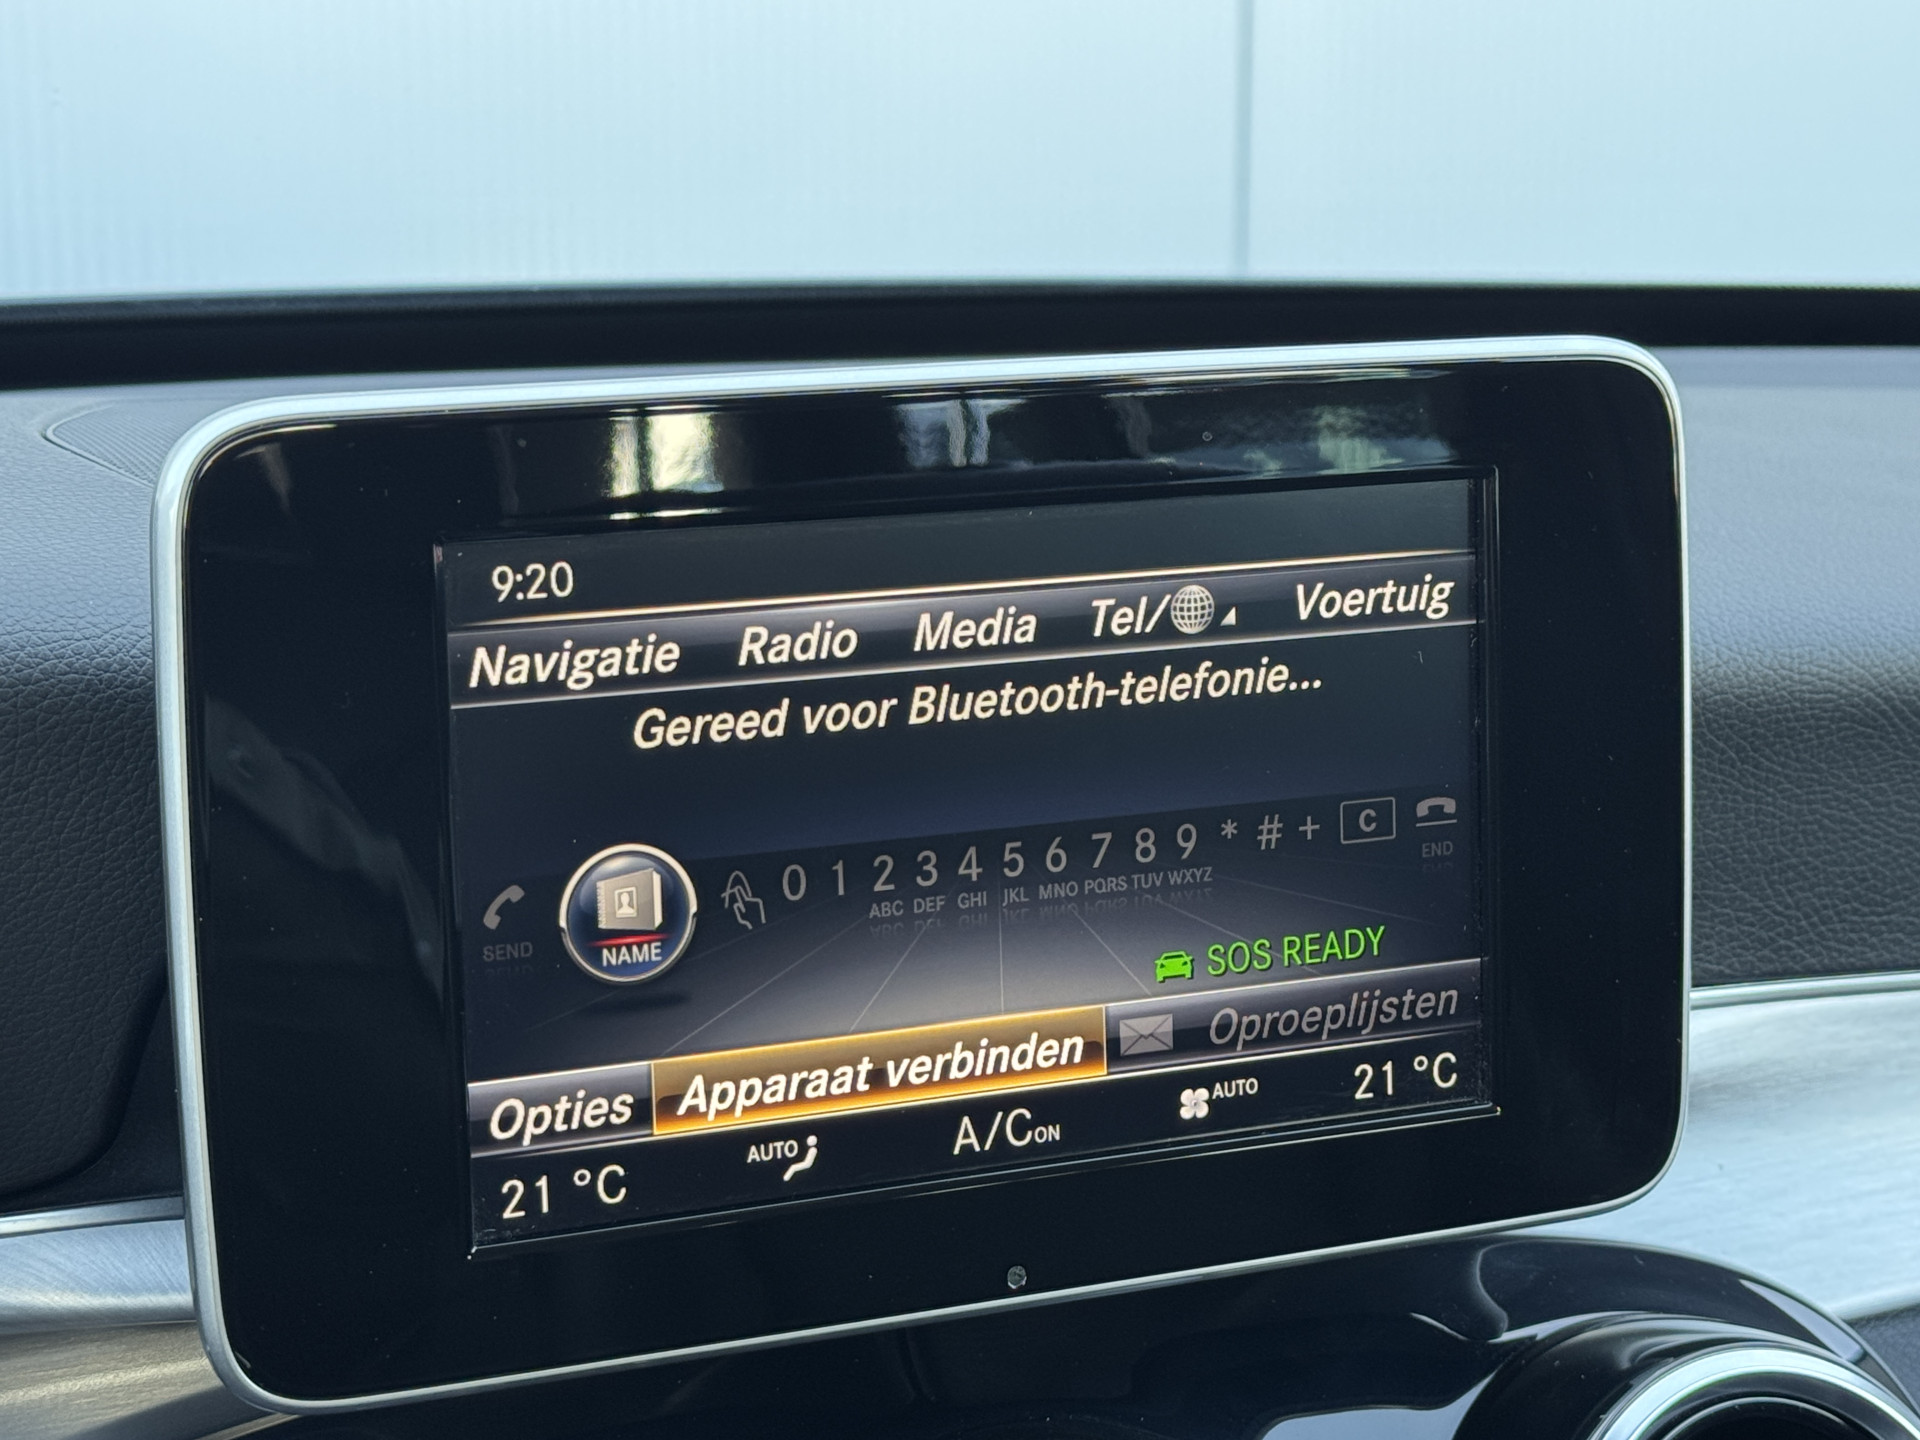 9:20
Navigatie Radio Media Tel/ Voertuig
Gereed voor Bluetooth-telefonie...
SEND NAME 0 1 2 3 4 5 6 7 8 9 * # + C END
ABC DEF GHI JKL MNO PQRS TUV WXYZ
SOS READY
Opties Apparaat verbinden Oproeplijsten
21 °C AUTO A/C ON AUTO 21 °C